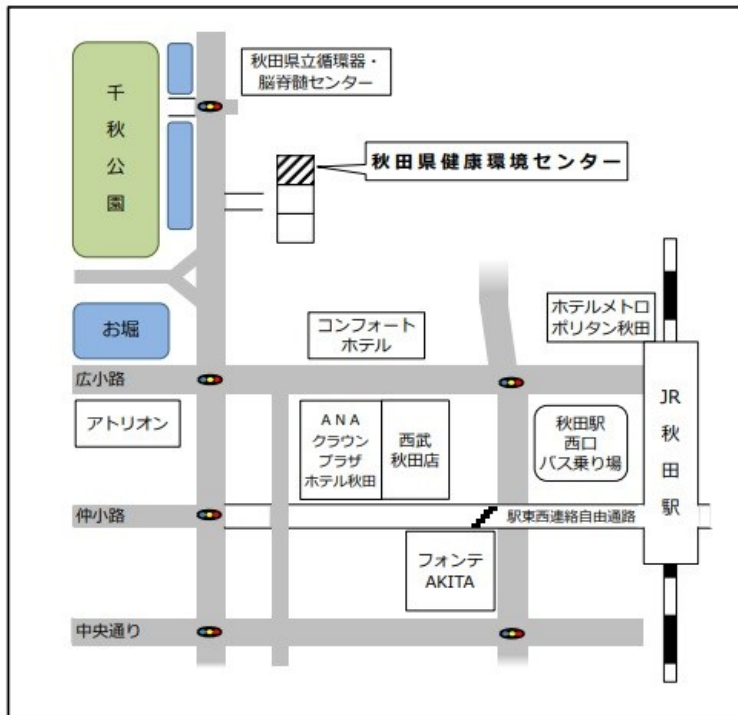 千
秋
公
園
秋田県立循環器・
脳脊髄センター
秋田県健康環境センター
お堀
コンフォート
ホテル
ホテルメトロ
ポリタン秋田
広小路
アトリオン
ANA
クラウン
プラザ
ホテル秋田
西武
秋田店
秋田駅
西口
バス乗り場
JR
秋
田
駅
仲小路
駅東西連絡自由通路
フォンテ
AKITA
中央通り